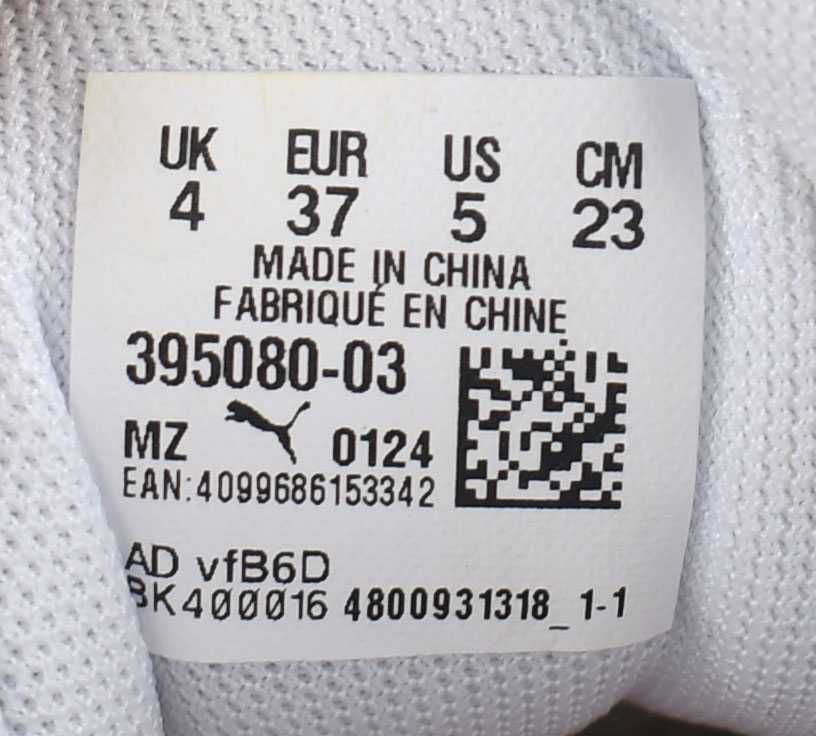 UK EUR US CM
4 37 5 23
MADE IN CHINA
FABRIQUÉ EN CHINE
395080-03
MZ 0124
EAN:4099686153342
AD vfB6D
BK400016 4800931318_1-1